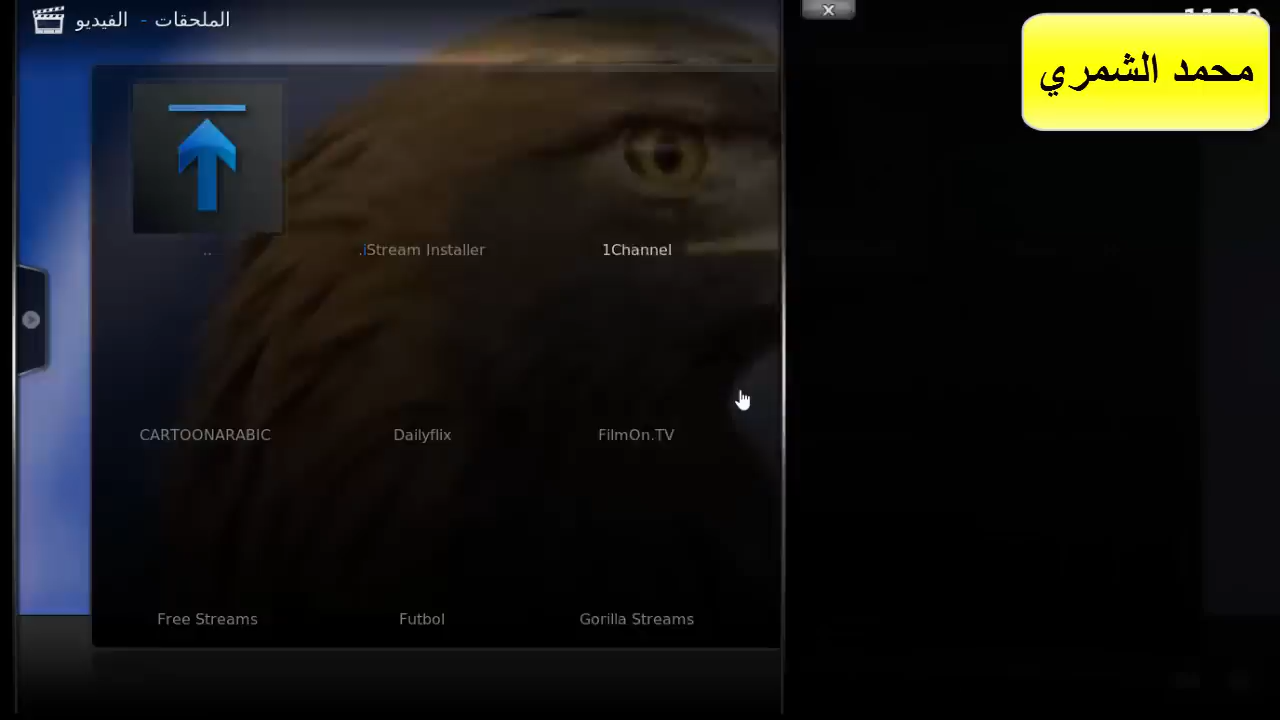 الملحقات - الفيديو
محمد الشمري
..
.iStream Installer
1Channel
CARTOONARABIC
Dailyflix
FilmOn.TV
Free Streams
Futbol
Gorilla Streams